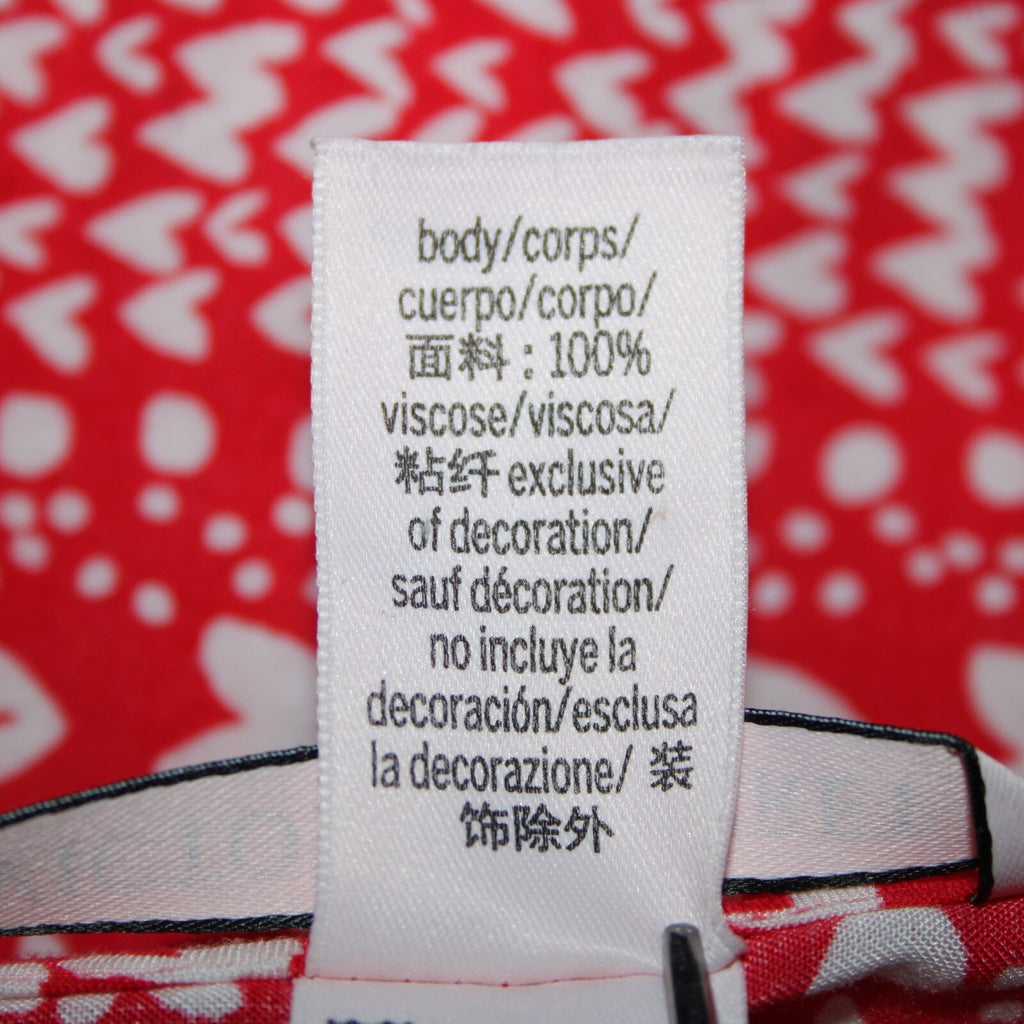 body/corps/
cuerpo/corpo/
面料 : 100%
viscose/viscosa/
粘纤 exclusive
of decoration/
sauf décoration/
no incluye la
decoración/esclusa
la decorazione/ 装
饰除外